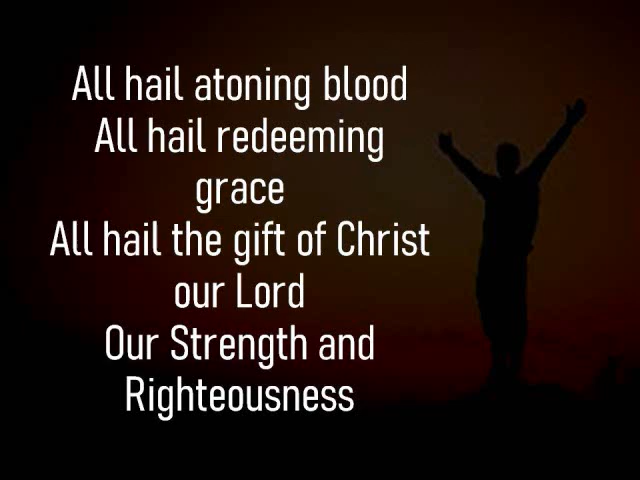 All hail atoning blood
All hail redeeming
grace
All hail the gift of Christ
our Lord
Our Strength and
Righteousness